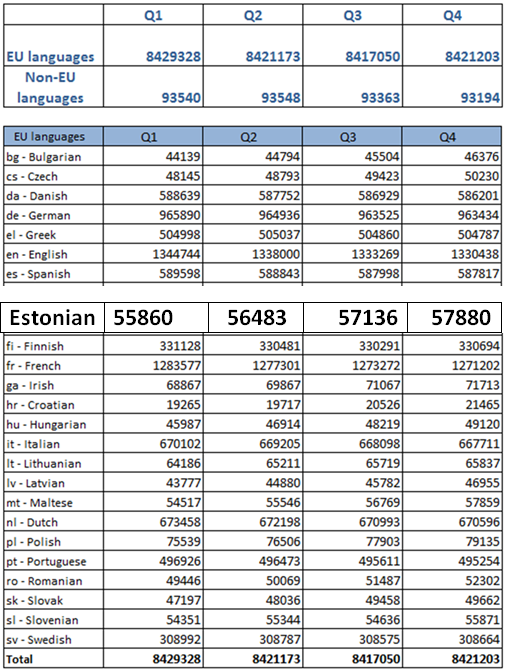 Q1 Q2 Q3 Q4
EU languages 8429328 8421173 8417050 8421203
Non-EU
languages 93540 93548 93363 93194
EU languages Q1 Q2 Q3 Q4
bg - Bulgarian 44139 44794 45504 46376
cs - Czech 48145 48793 49423 50230
da - Danish 588639 587752 586929 586201
de - German 965890 964936 963525 963434
el - Greek 504998 505037 504860 504787
en - English 1344744 1338000 1333269 1330438
es - Spanish 589598 588843 587998 587817
Estonian 55860 56483 57136 57880
fi - Finnish 331128 330481 330291 330694
fr - French 1283577 1277301 1273272 1271202
ga - Irish 68867 69867 71067 71713
hr - Croatian 19265 19717 20526 21465
hu - Hungarian 45987 46914 48219 49120
it - Italian 670102 669205 668098 667711
lt - Lithuanian 64186 65211 65719 65837
lv - Latvian 43777 44880 45782 46955
mt - Maltese 54517 55546 56769 57859
nl - Dutch 673458 672198 670993 670596
pl - Polish 75539 76506 77903 79135
pt - Portuguese 496926 496473 495611 495254
ro - Romanian 49446 50069 51487 52302
sk - Slovak 47197 48036 49458 49662
sl - Slovenian 54351 55344 54636 55871
sv - Swedish 308992 308787 308575 308664
Total 8429328 8421173 8417050 8421203